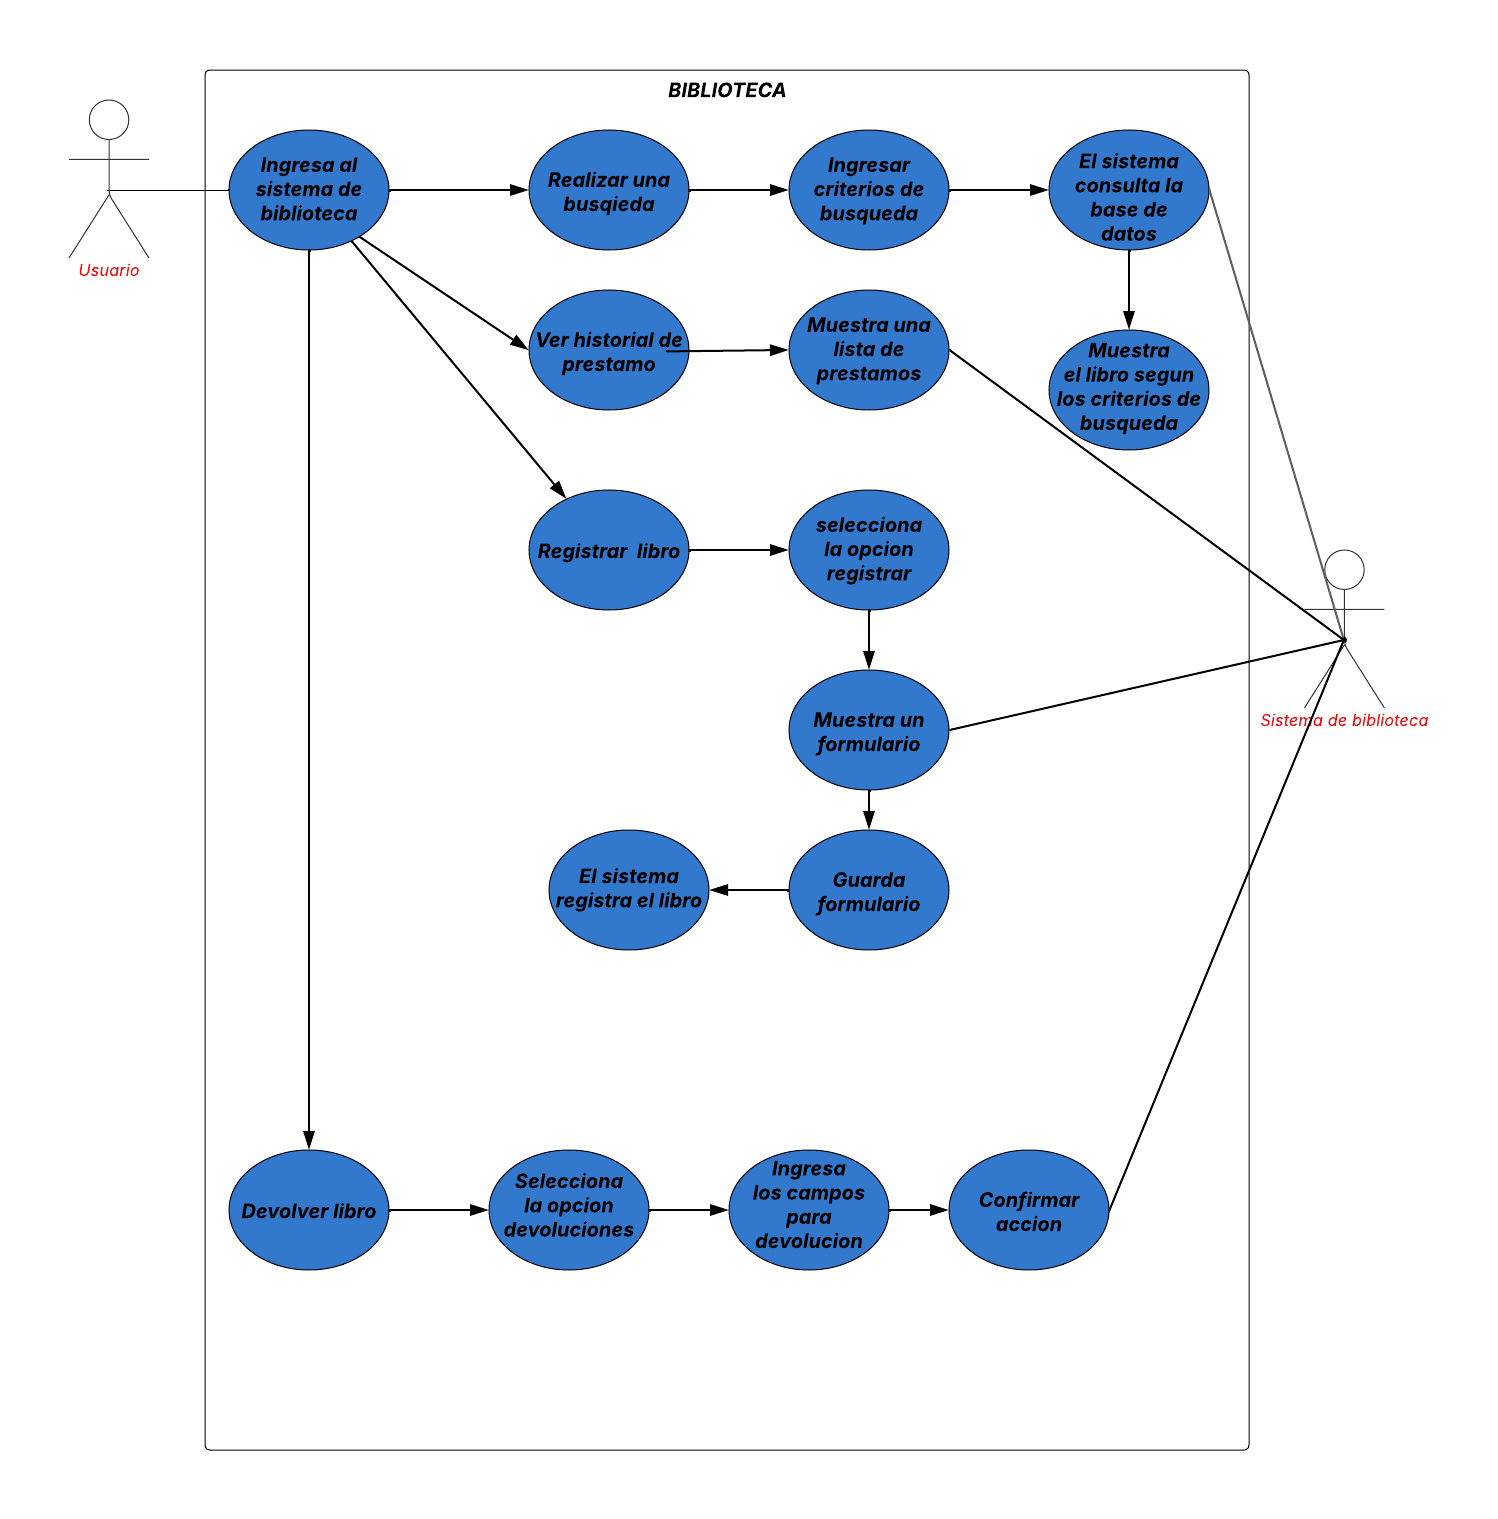 BIBLIOTECA
Usuario
Ingresa al
sistema de
biblioteca
Realizar una
busqieda
Ingresar
criterios de
busqueda
El sistema
consulta la
base de
datos
Ver historial de
prestamo
Muestra una
lista de
prestamos
Muestra
el libro segun
los criterios de
busqueda
Registrar  libro
selecciona
la opcion
registrar
Muestra un
formulario
Sistema de biblioteca
El sistema
registra el libro
Guarda
formulario
Devolver libro
Selecciona
la opcion
devoluciones
Ingresa
los campos
para
devolucion
Confirmar
accion